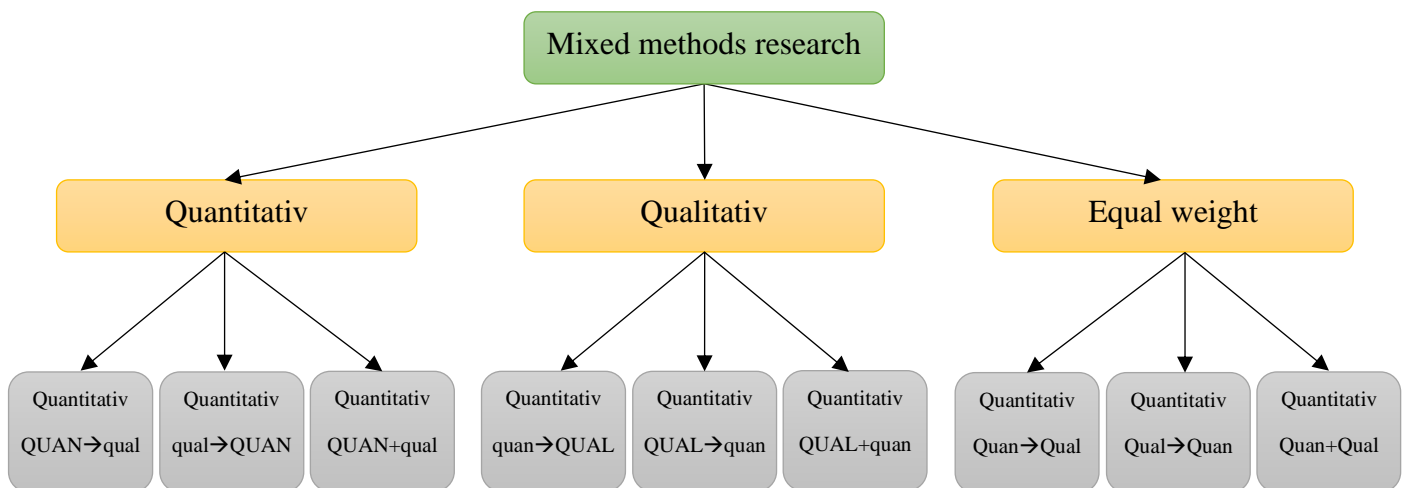 Mixed methods research
Quantitativ
Qualitativ
Equal weight
Quantitativ
QUAN→qual
Quantitativ
qual→QUAN
Quantitativ
QUAN+qual
Quantitativ
quan→QUAL
Quantitativ
QUAL→quan
Quantitativ
QUAL+quan
Quantitativ
Quan→Qual
Quantitativ
Qual→Quan
Quantitativ
Quan+Qual